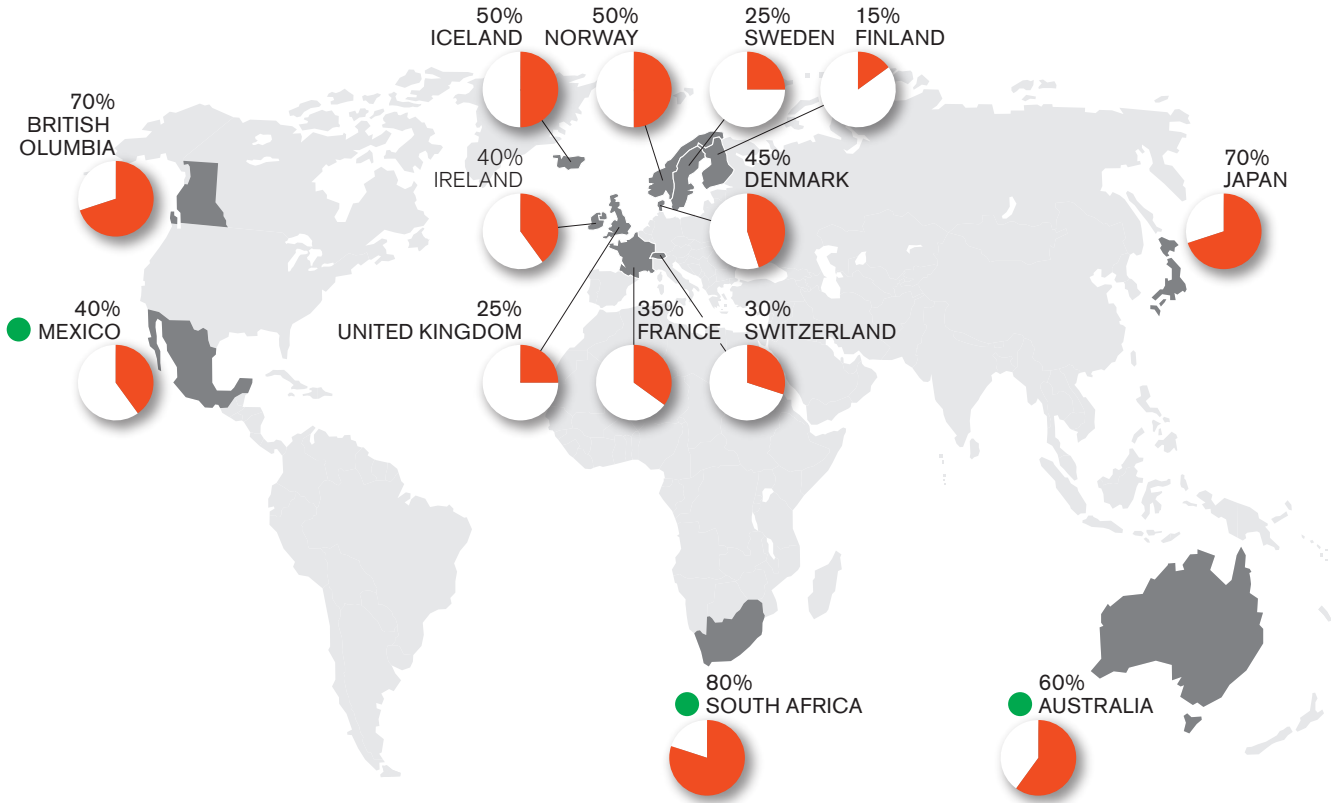 50%
ICELAND
50%
NORWAY
25%
SWEDEN
15%
FINLAND
70%
BRITISH
OLUMBIA
40%
IRELAND
45%
DENMARK
70%
JAPAN
40%
MEXICO
25%
UNITED KINGDOM
35%
FRANCE
30%
SWITZERLAND
80%
SOUTH AFRICA
60%
AUSTRALIA